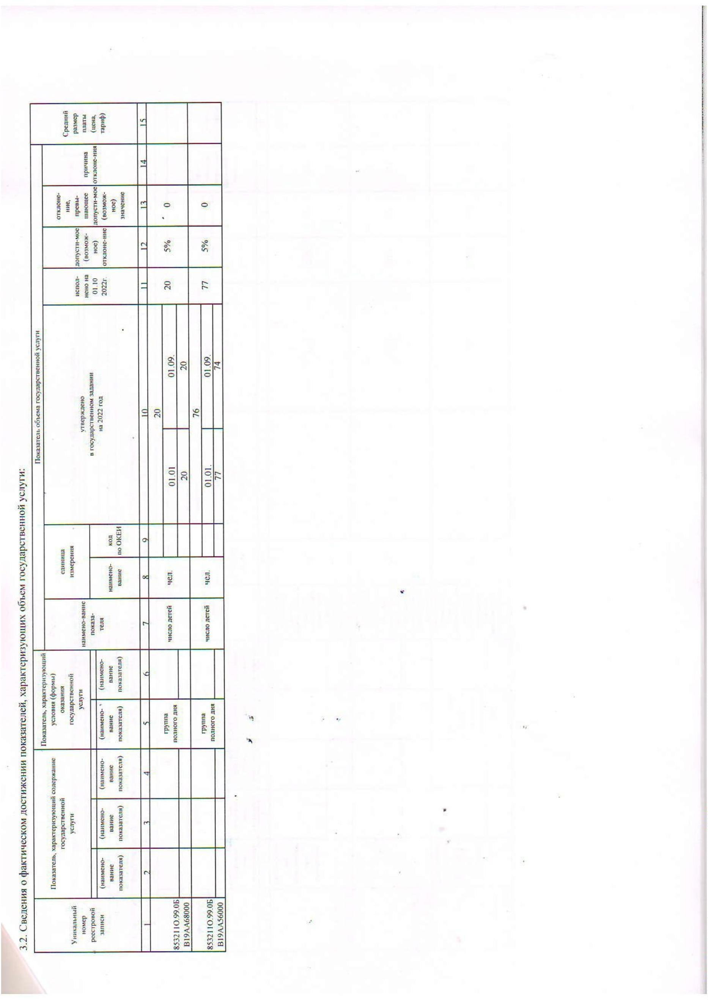 3.2. Сведения о фактическом достижении показателей, характеризующих объем государственной услуги:
Уникальный
номер
реестровой
записи
Показатель, характеризующий содержание
государственной
услуги
Показатель, характеризующий
условия (формы)
оказания
государственной
услуги
Показатель объема государственной услуги
Средний
размер
платы
(цена,
тариф)
наимено-вание
показа-
теля
единица
измерения
утверждено
в государственном задании
на 2022 год
испол-
нено на
01.10
2022г.
допусти-мое
(возмож-
ное)
отклоне-ние
отклоне-
ние,
превы-
шающее
допусти-мое
(возмож-
ное)
значение
причина
отклоне-ния
(наимено-
вание
показателя)
(наимено-
вание
показателя)
(наимено-
вание
показателя)
(наимено-
вание
показателя)
(наимено-
вание
показателя)
наимено-
вание
код
по ОКЕИ
1 2 3 4 5 6 7 8 9 10 11 12 13 14 15
853211О.99.0Б
В19АА68000
группа
полного дня
число детей
чел.
20
01.01 01.09.
20 20
20
5%
0
853211О.99.0Б
В19АА56000
группа
полного дня
число детей
чел.
76
01.01. 01.09.
77 74
77
5%
0